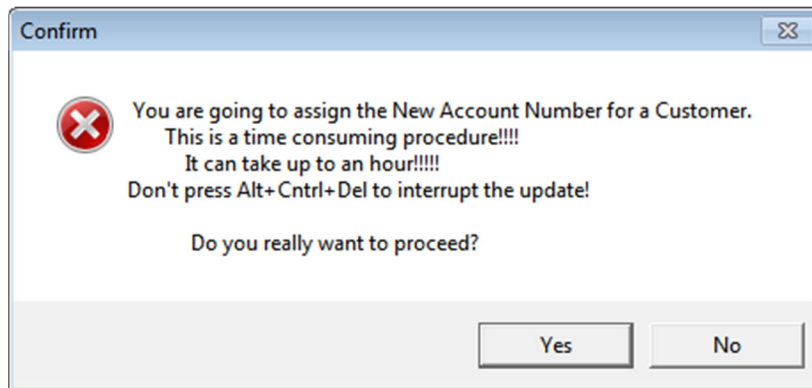 Confirm
You are going to assign the New Account Number for a Customer.
This is a time consuming procedure!!!!
It can take up to an hour!!!!!
Don't press Alt+Cntrl+Del to interrupt the update!
Do you really want to proceed?
Yes No